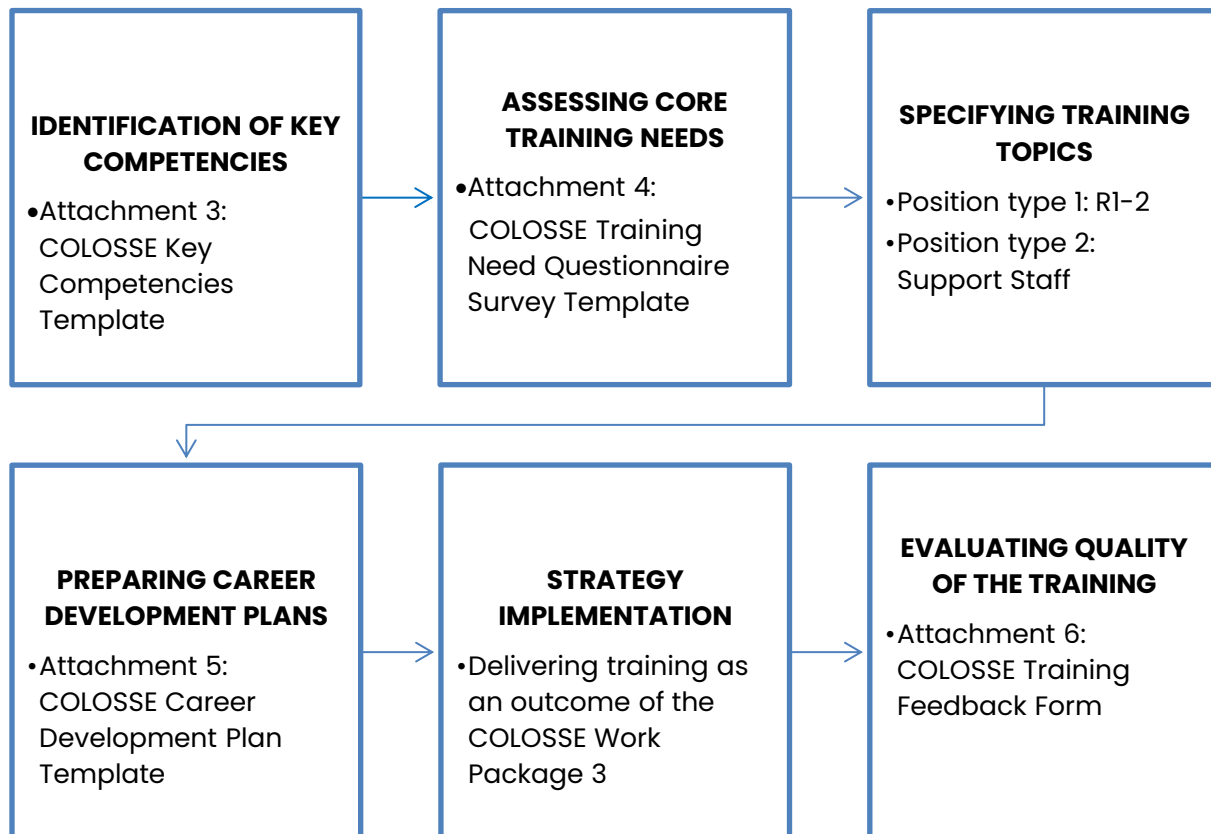 IDENTIFICATION OF KEY
COMPETENCIES
•Attachment 3:
COLOSSE Key
Competencies
Template
ASSESSING CORE
TRAINING NEEDS
•Attachment 4:
COLOSSE Training
Need Questionnaire
Survey Template
SPECIFYING TRAINING
TOPICS
•Position type 1: R1-2
•Position type 2:
Support Staff
PREPARING CAREER
DEVELOPMENT PLANS
•Attachment 5:
COLOSSE Career
Development Plan
Template
STRATEGY
IMPLEMENTATION
•Delivering training as
an outcome of the
COLOSSE Work
Package 3
EVALUATING QUALITY
OF THE TRAINING
•Attachment 6:
COLOSSE Training
Feedback Form